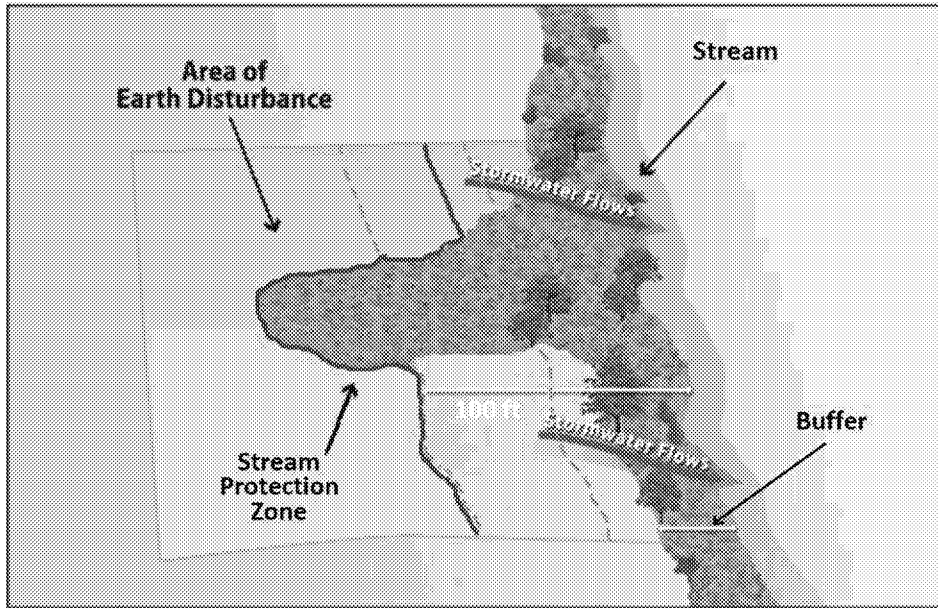 Stream
Area of
Earth Disturbance
Stormwater Flows
100 ft
Buffer
Stormwater Flows
Stream
Protection
Zone